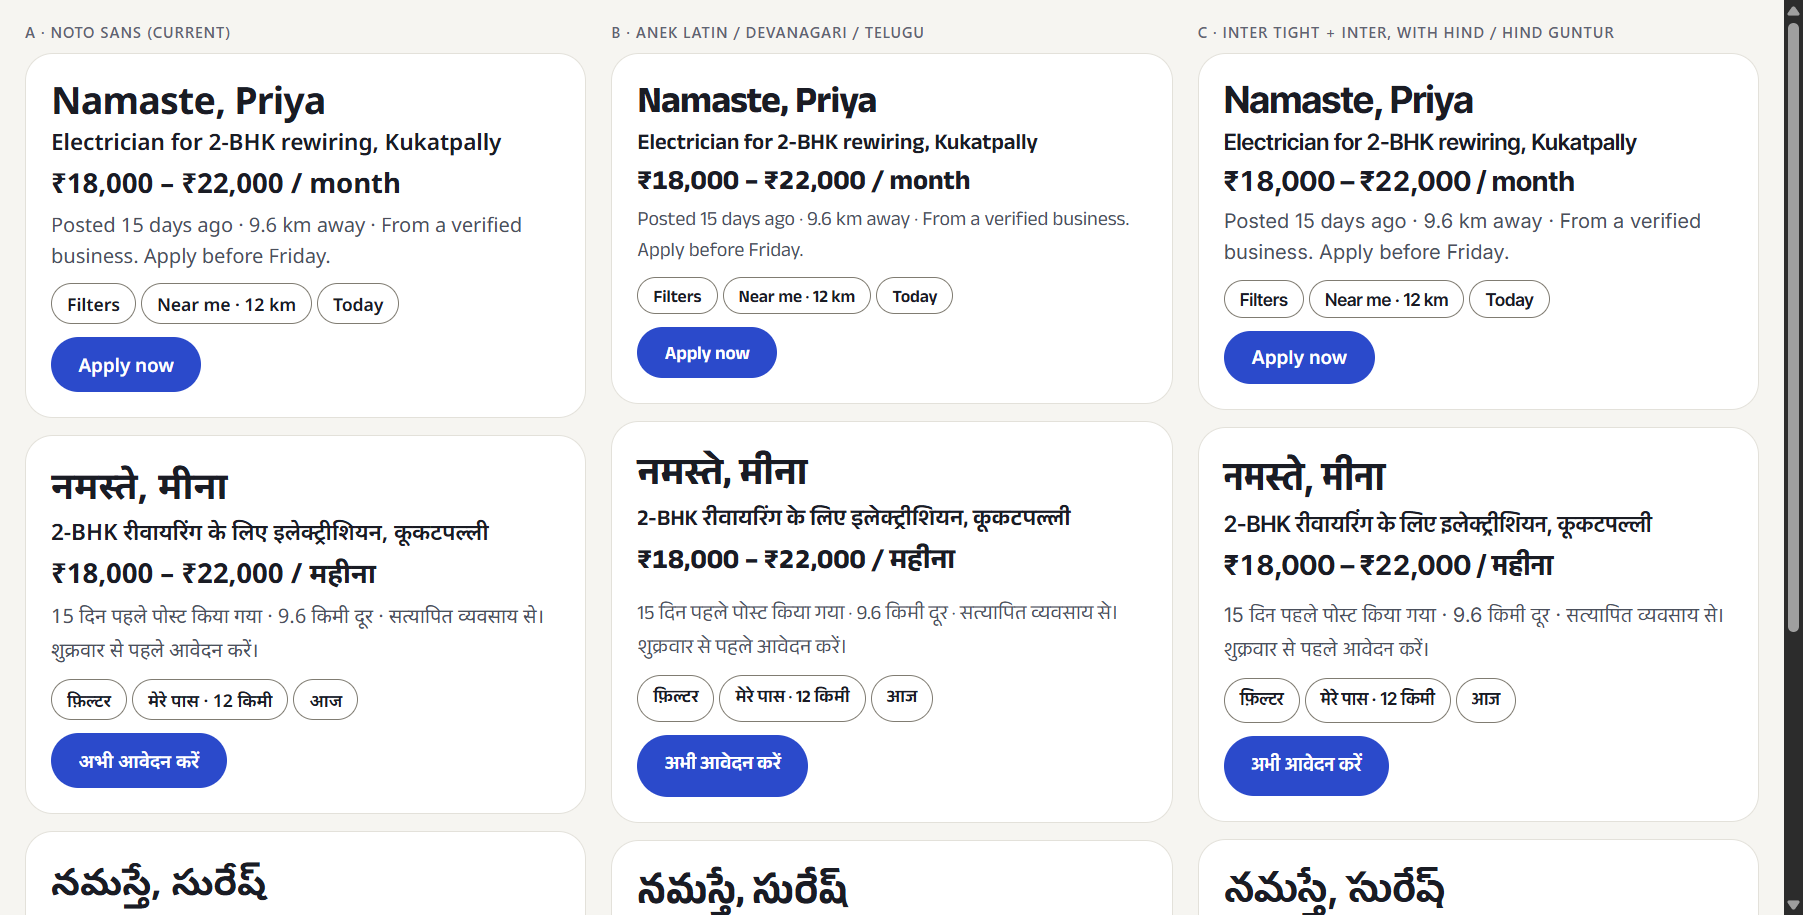 A · NOTO SANS (CURRENT)
Namaste, Priya
Electrician for 2-BHK rewiring, Kukatpally
₹18,000 – ₹22,000 / month
Posted 15 days ago · 9.6 km away · From a verified
business. Apply before Friday.
Filters
Near me · 12 km
Today
Apply now
नमस्ते, मीना
2-BHK रीवायरिंग के लिए इलेक्ट्रीशियन, कूकटपल्ली
₹18,000 – ₹22,000 / महीना
15 दिन पहले पोस्ट किया गया · 9.6 किमी दूर · सत्यापित व्यवसाय से।
शुक्रवार से पहले आवेदन करें।
फ़िल्टर
मेरे पास · 12 किमी
आज
अभी आवेदन करें
నమస్తే, సురేష్
B · ANEK LATIN / DEVANAGARI / TELUGU
Namaste, Priya
Electrician for 2-BHK rewiring, Kukatpally
₹18,000 – ₹22,000 / month
Posted 15 days ago · 9.6 km away · From a verified business.
Apply before Friday.
Filters
Near me · 12 km
Today
Apply now
नमस्ते, मीना
2-BHK रीवायरिंग के लिए इलेक्ट्रीशियन, कूकटपल्ली
₹18,000 – ₹22,000 / महीना
15 दिन पहले पोस्ट किया गया · 9.6 किमी दूर · सत्यापित व्यवसाय से।
शुक्रवार से पहले आवेदन करें।
फ़िल्टर
मेरे पास · 12 किमी
आज
अभी आवेदन करें
నమస్తే, సురేష్
C · INTER TIGHT + INTER, WITH HIND / HIND GUNTUR
Namaste, Priya
Electrician for 2-BHK rewiring, Kukatpally
₹18,000 – ₹22,000 / month
Posted 15 days ago · 9.6 km away · From a verified
business. Apply before Friday.
Filters
Near me · 12 km
Today
Apply now
नमस्ते, मीना
2-BHK रीवायरिंग के लिए इलेक्ट्रीशियन, कूकटपल्ली
₹18,000 – ₹22,000 / महीना
15 दिन पहले पोस्ट किया गया · 9.6 किमी दूर · सत्यापित व्यवसाय से।
शुक्रवार से पहले आवेदन करें।
फ़िल्टर
मेरे पास · 12 किमी
आज
अभी आवेदन करें
నమస్తే, సురేష్